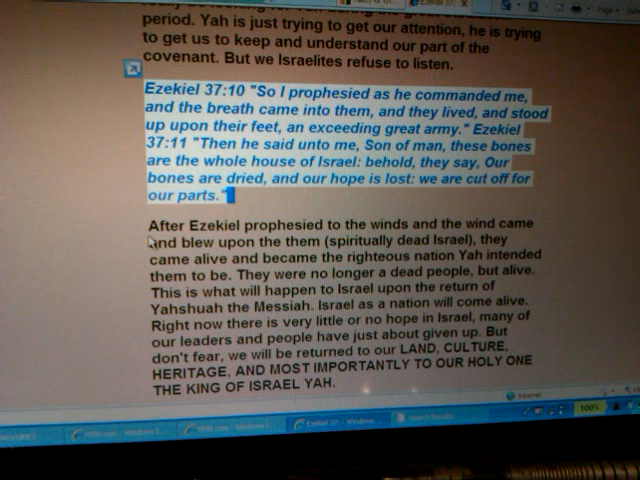 period. Yah is just trying to get our attention, he is trying
to get us to keep and understand our part of the
covenant. But we Israelites refuse to listen.
Ezekiel 37:10 "So I prophesied as he commanded me,
and the breath came into them, and they lived, and stood
up upon their feet, an exceeding great army." Ezekiel
37:11 "Then he said unto me, Son of man, these bones
are the whole house of Israel: behold, they say, Our
bones are dried, and our hope is lost: we are cut off for
our parts."
After Ezekiel prophesied to the winds and the wind came
and blew upon the them (spiritually dead Israel), they
came alive and became the righteous nation Yah intended
them to be. They were no longer a dead people, but alive.
This is what will happen to Israel upon the return of
Yahshuah the Messiah. Israel as a nation will come alive.
Right now there is very little or no hope in Israel, many of
our leaders and people have just about given up. But
don't fear, we will be returned to our LAND, CULTURE,
HERITAGE, AND MOST IMPORTANTLY TO OUR HOLY ONE
THE KING OF ISRAEL YAH.
Internet
100%
Ezekiel 37: - Windows
Search Results